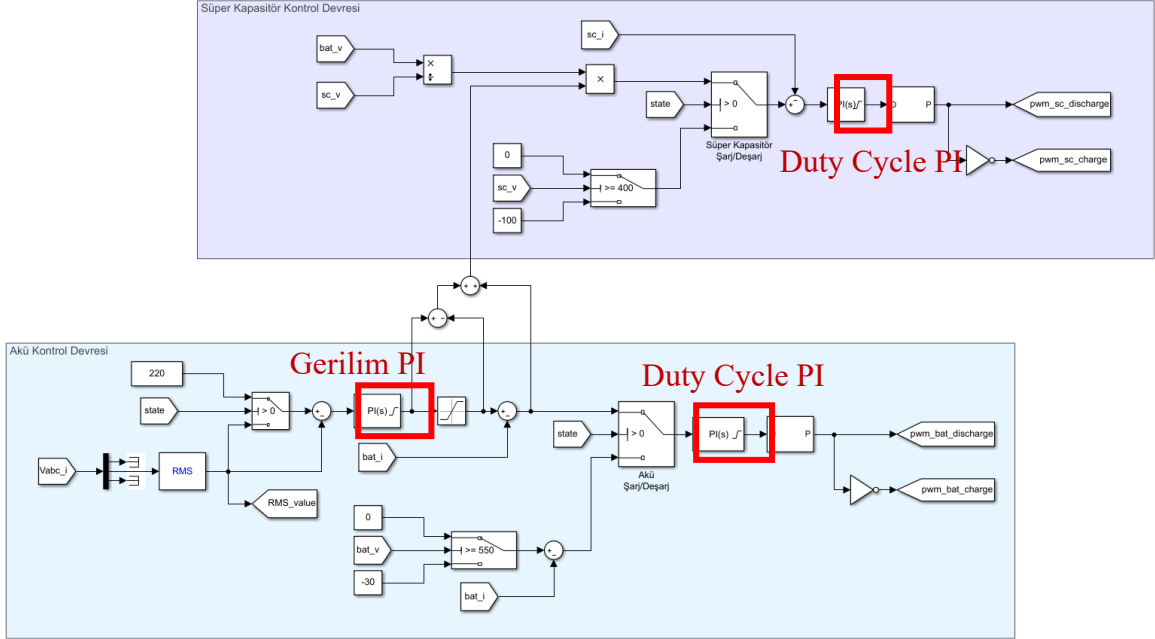 Süper Kapasitör Kontrol Devresi
bat_v
sc_v
×
÷
×
sc_i
state
> 0
Süper Kapasitör
Şarj/Deşarj
0
sc_v
-100
>= 400
+
-
PI(s)
D P
Duty Cycle PI
pwm_sc_discharge
pwm_sc_charge
+ +
+ -
Akü Kontrol Devresi
220
state
> 0
+
-
Gerilim PI
PI(s)
+
-
bat_i
Vabc_i
RMS
RMS_value
0
bat_v
-30
>= 550
+
-
bat_i
state
> 0
Akü
Şarj/Deşarj
Duty Cycle PI
PI(s)
P
pwm_bat_discharge
pwm_bat_charge